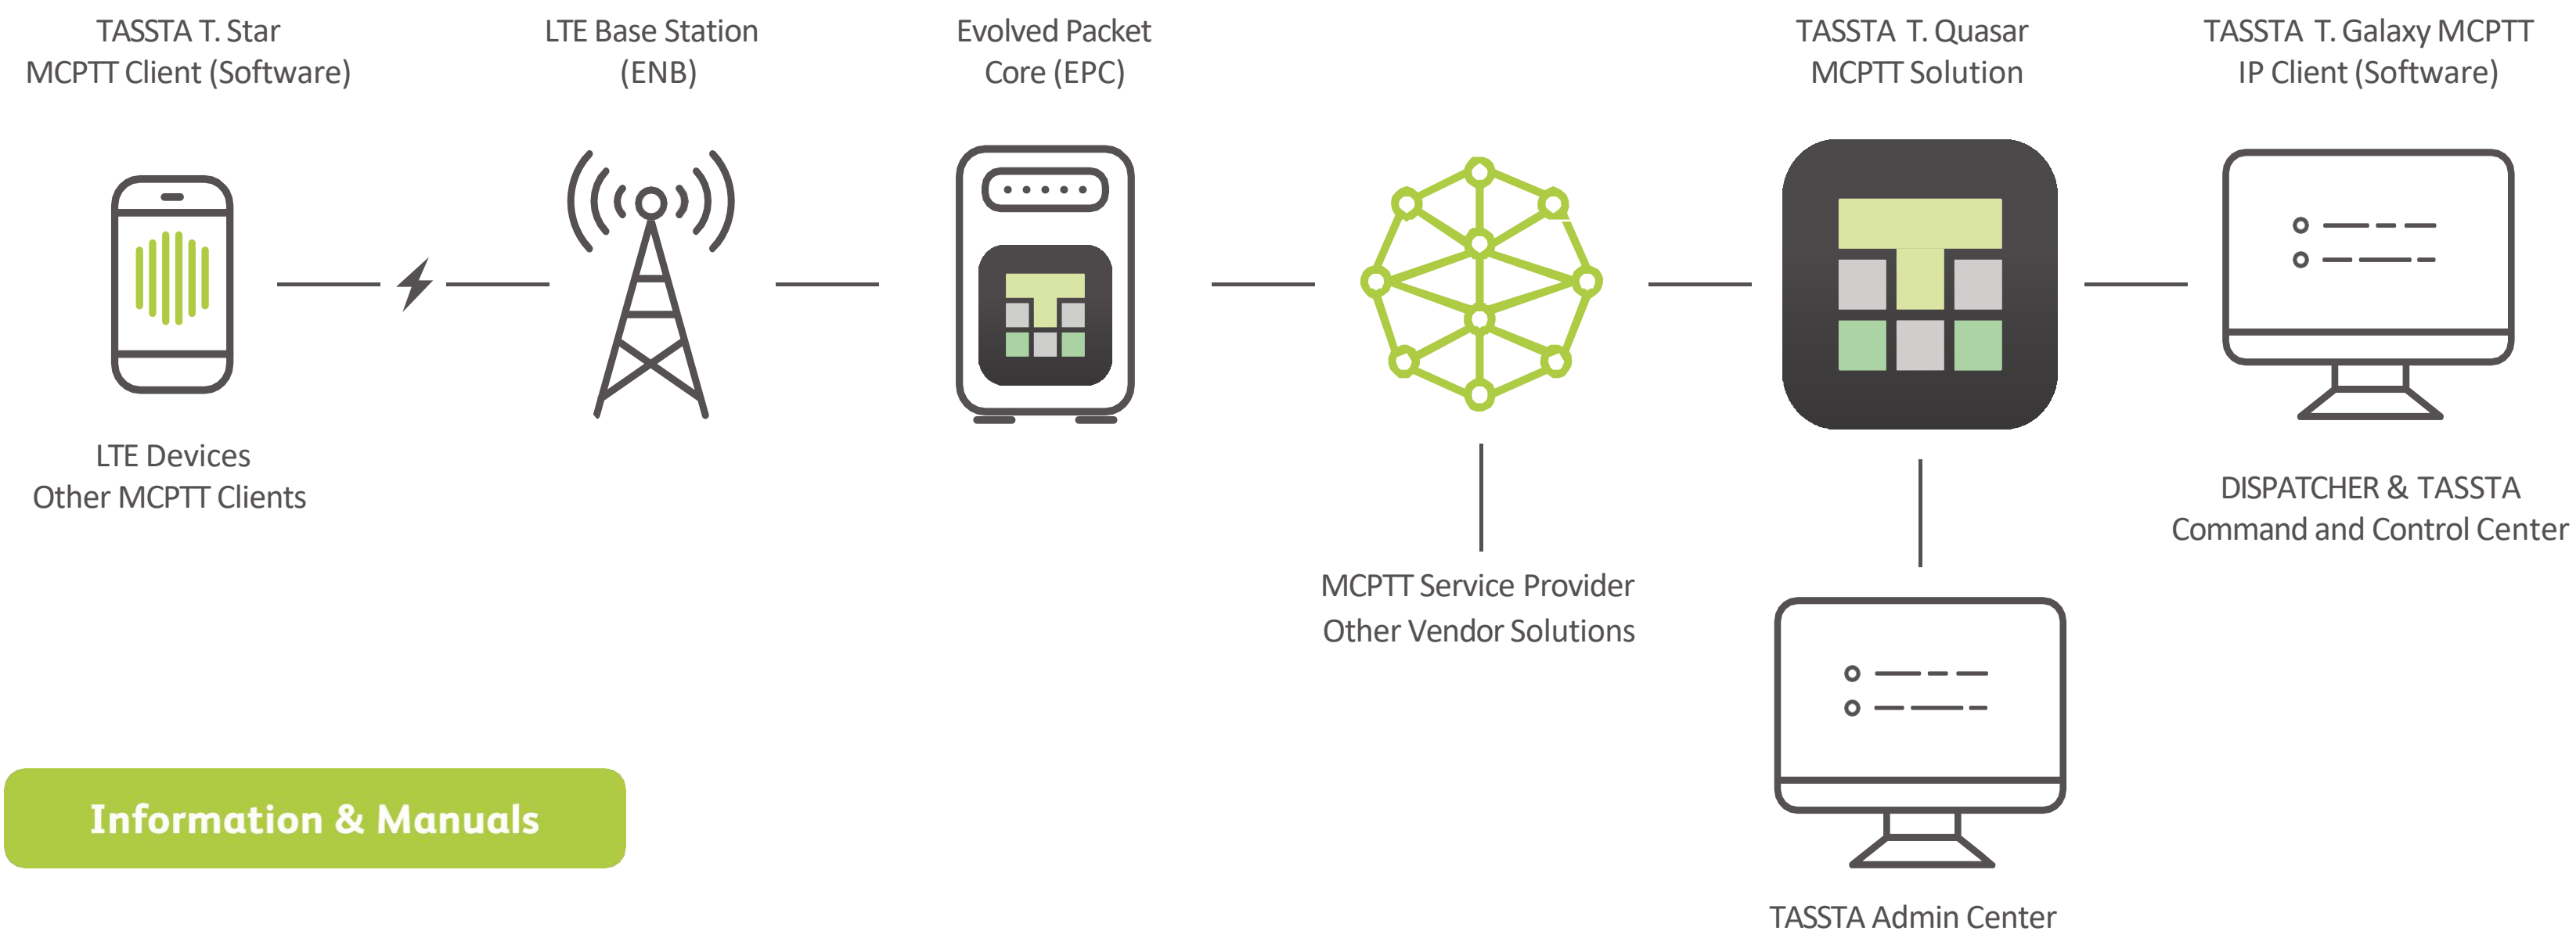 TASSTA T. Star
MCPTT Client (Software)
LTE Base Station
(ENB)
Evolved Packet
Core (EPC)
TASSTA T. Quasar
MCPTT Solution
TASSTA T. Galaxy MCPTT
IP Client (Software)
LTE Devices
Other MCPTT Clients
DISPATCHER & TASSTA
Command and Control Center
MCPTT Service Provider
Other Vendor Solutions
Information & Manuals
TASSTA Admin Center